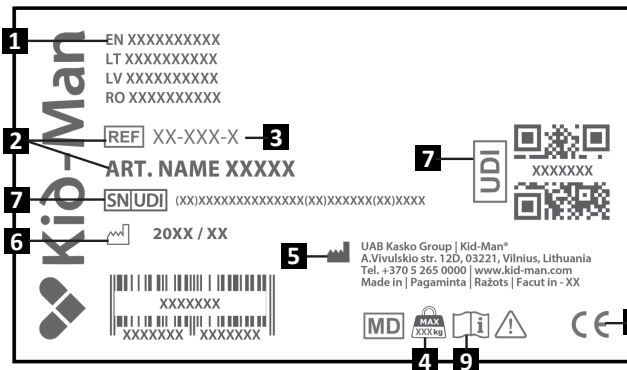 1
EN XXXXXXXXXX
LT XXXXXXXXXX
LV XXXXXXXXXX
RO XXXXXXXXXX
Kid-Man
2
REF XX-XXX-X
3
ART. NAME XXXXX
7
SN UDI (XX)XXXXXXXXXXXXXX(XX)XXXXXX(XX)XXXX
6
20XX / XX
XXXXXXX
XXXXXXX XXXXXXX
7
UDI
XXXXXXX
5
UAB Kasko Group | Kid-Man®
A.Vivulskio str. 12D, 03221, Vilnius, Lithuania
Tel. +370 5 265 0000 | www.kid-man.com
Made in | Pagaminta | Ražots | Facut in - XX
MD
MAX
XXX kg
i
!
CE
4
9